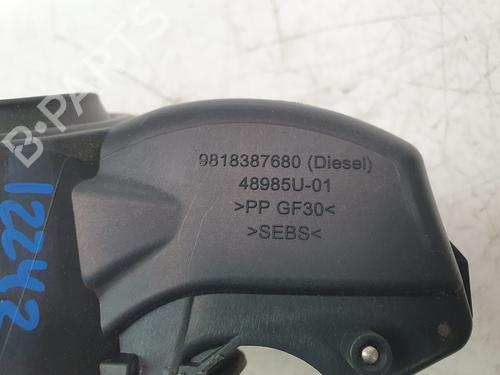 B-PARTS
9818387680 (Diesel)
48985U-01
>PP GF30<
>SEBS<
12242